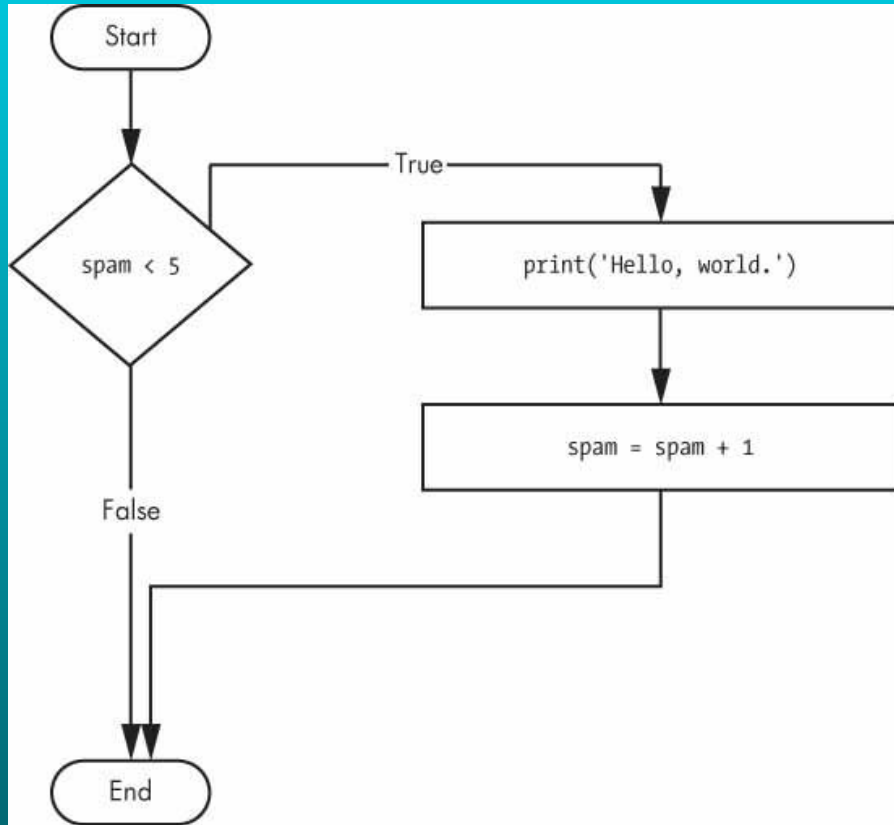 Start
True
spam < 5
print('Hello, world.')
spam = spam + 1
False
End